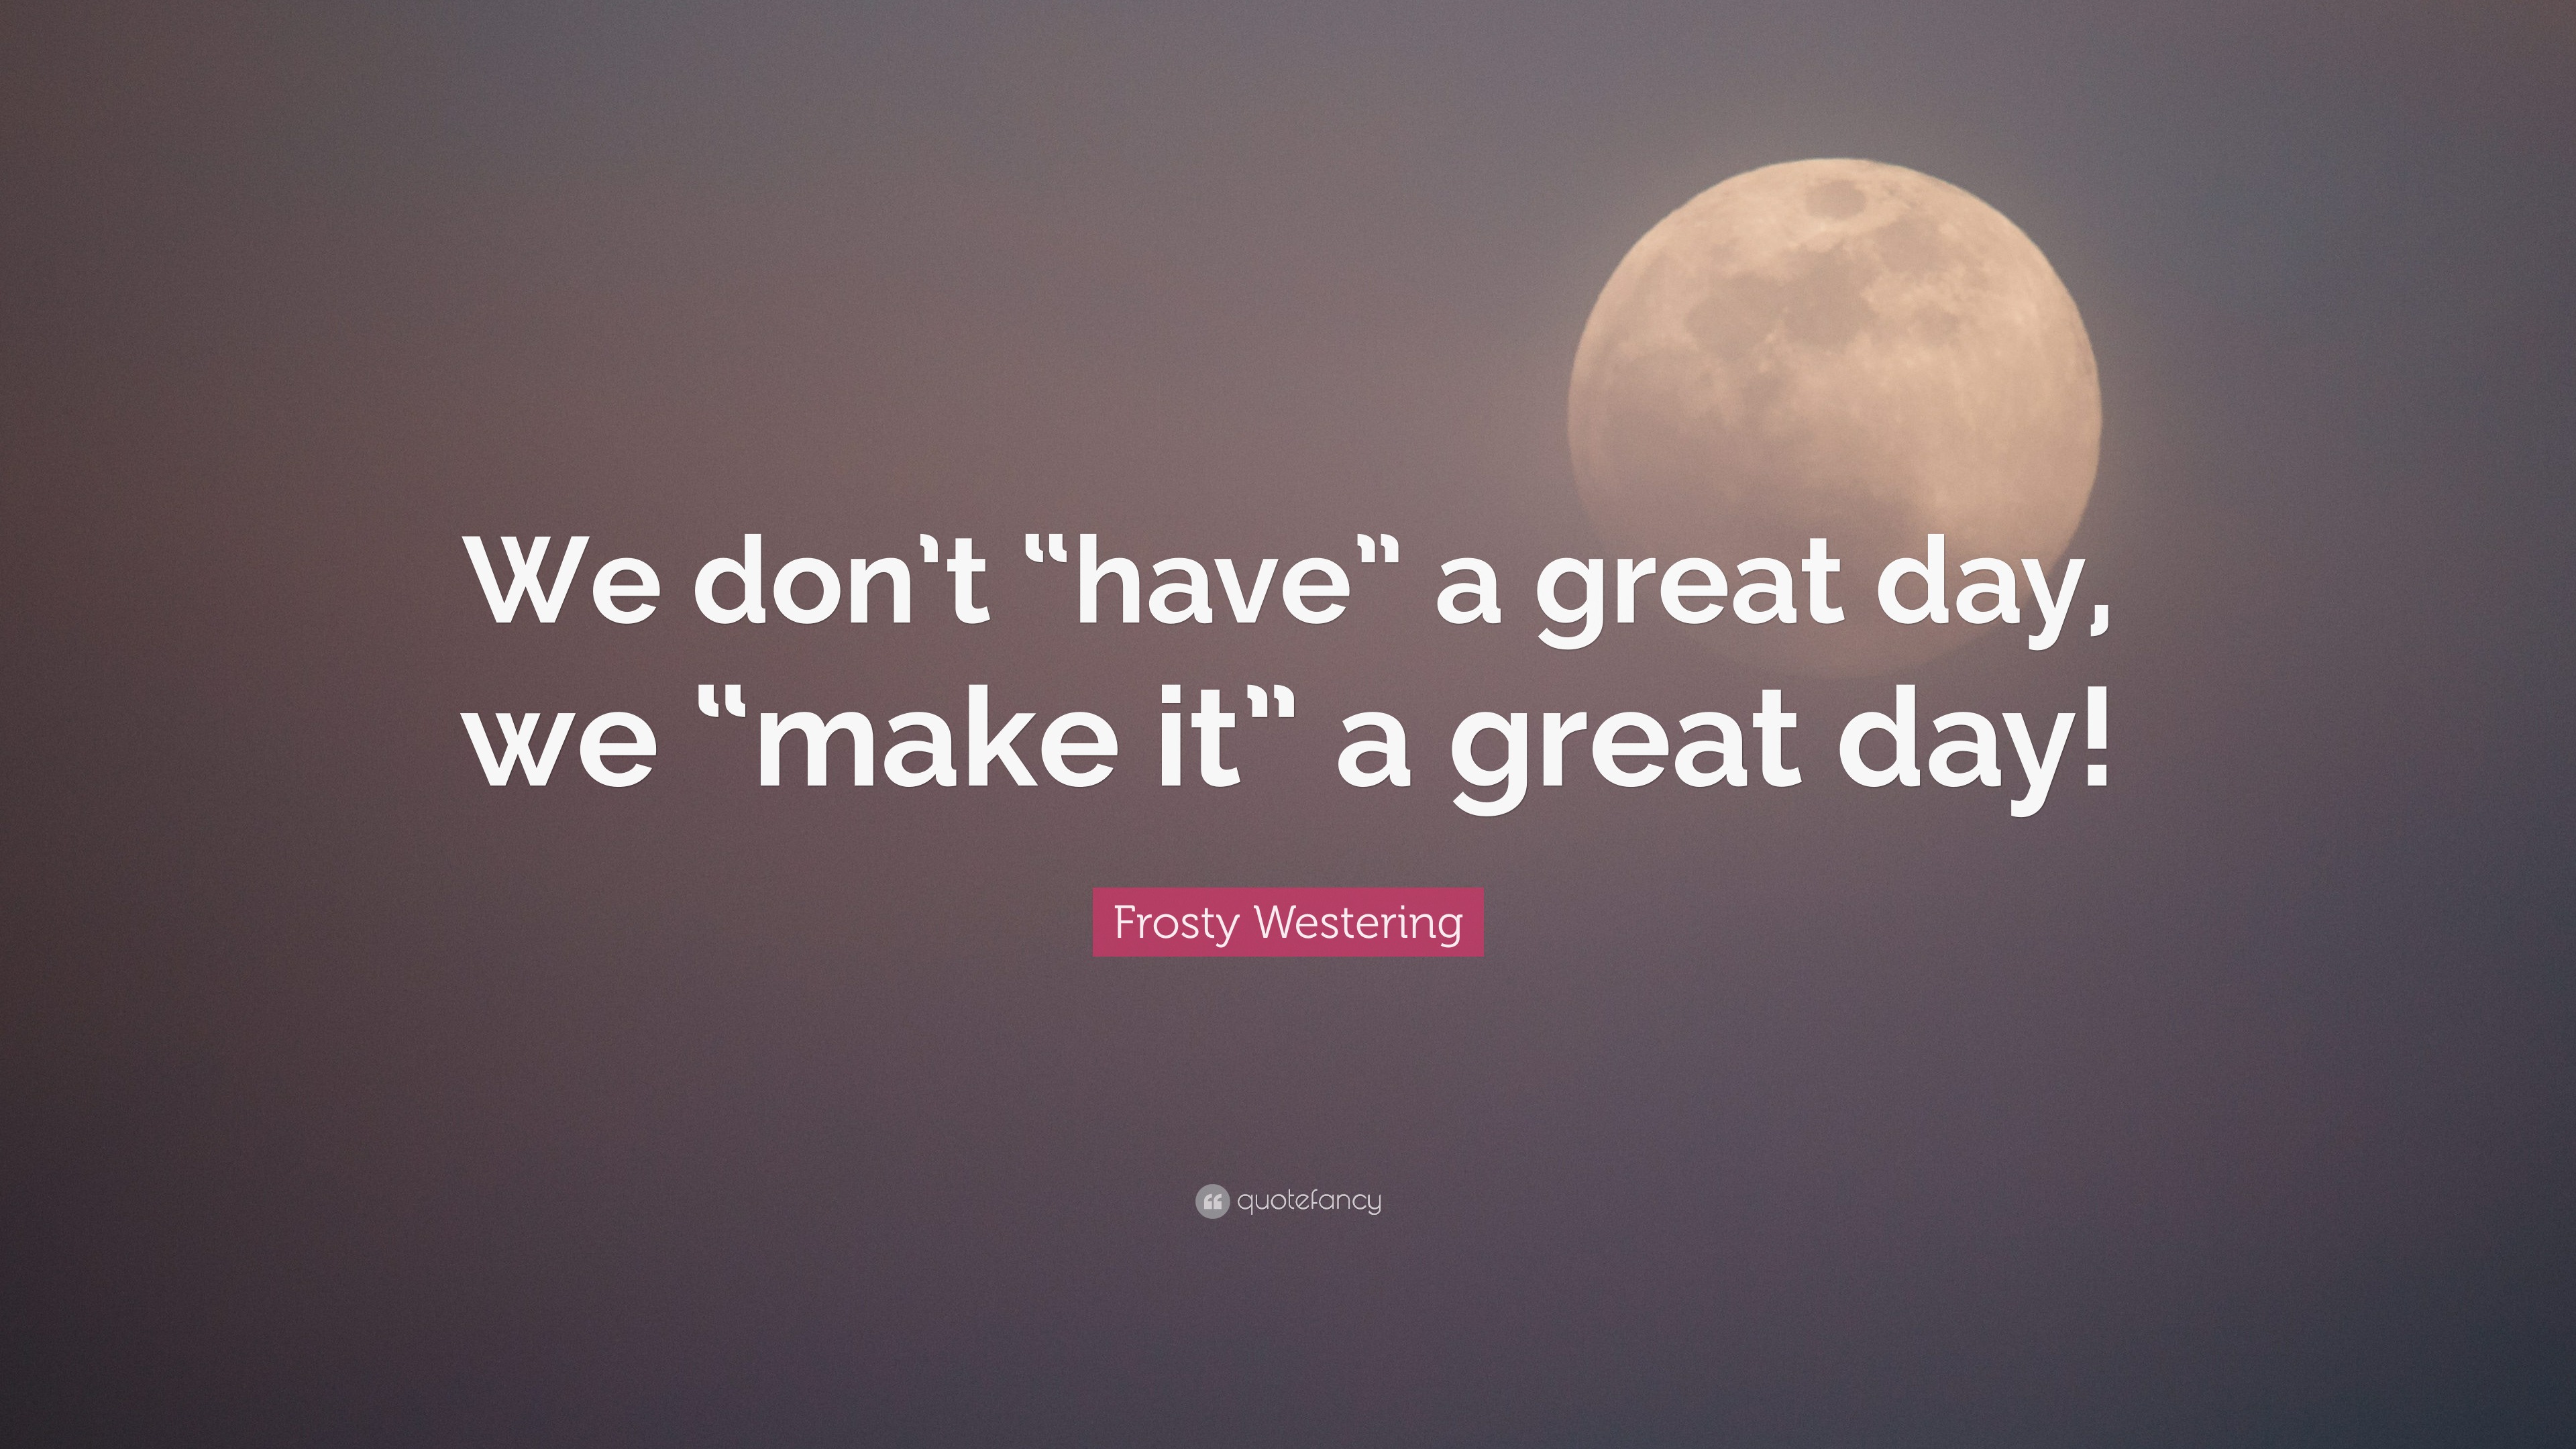 We don’t “have” a great day,
we “make it” a great day!
Frosty Westering
quotefancy